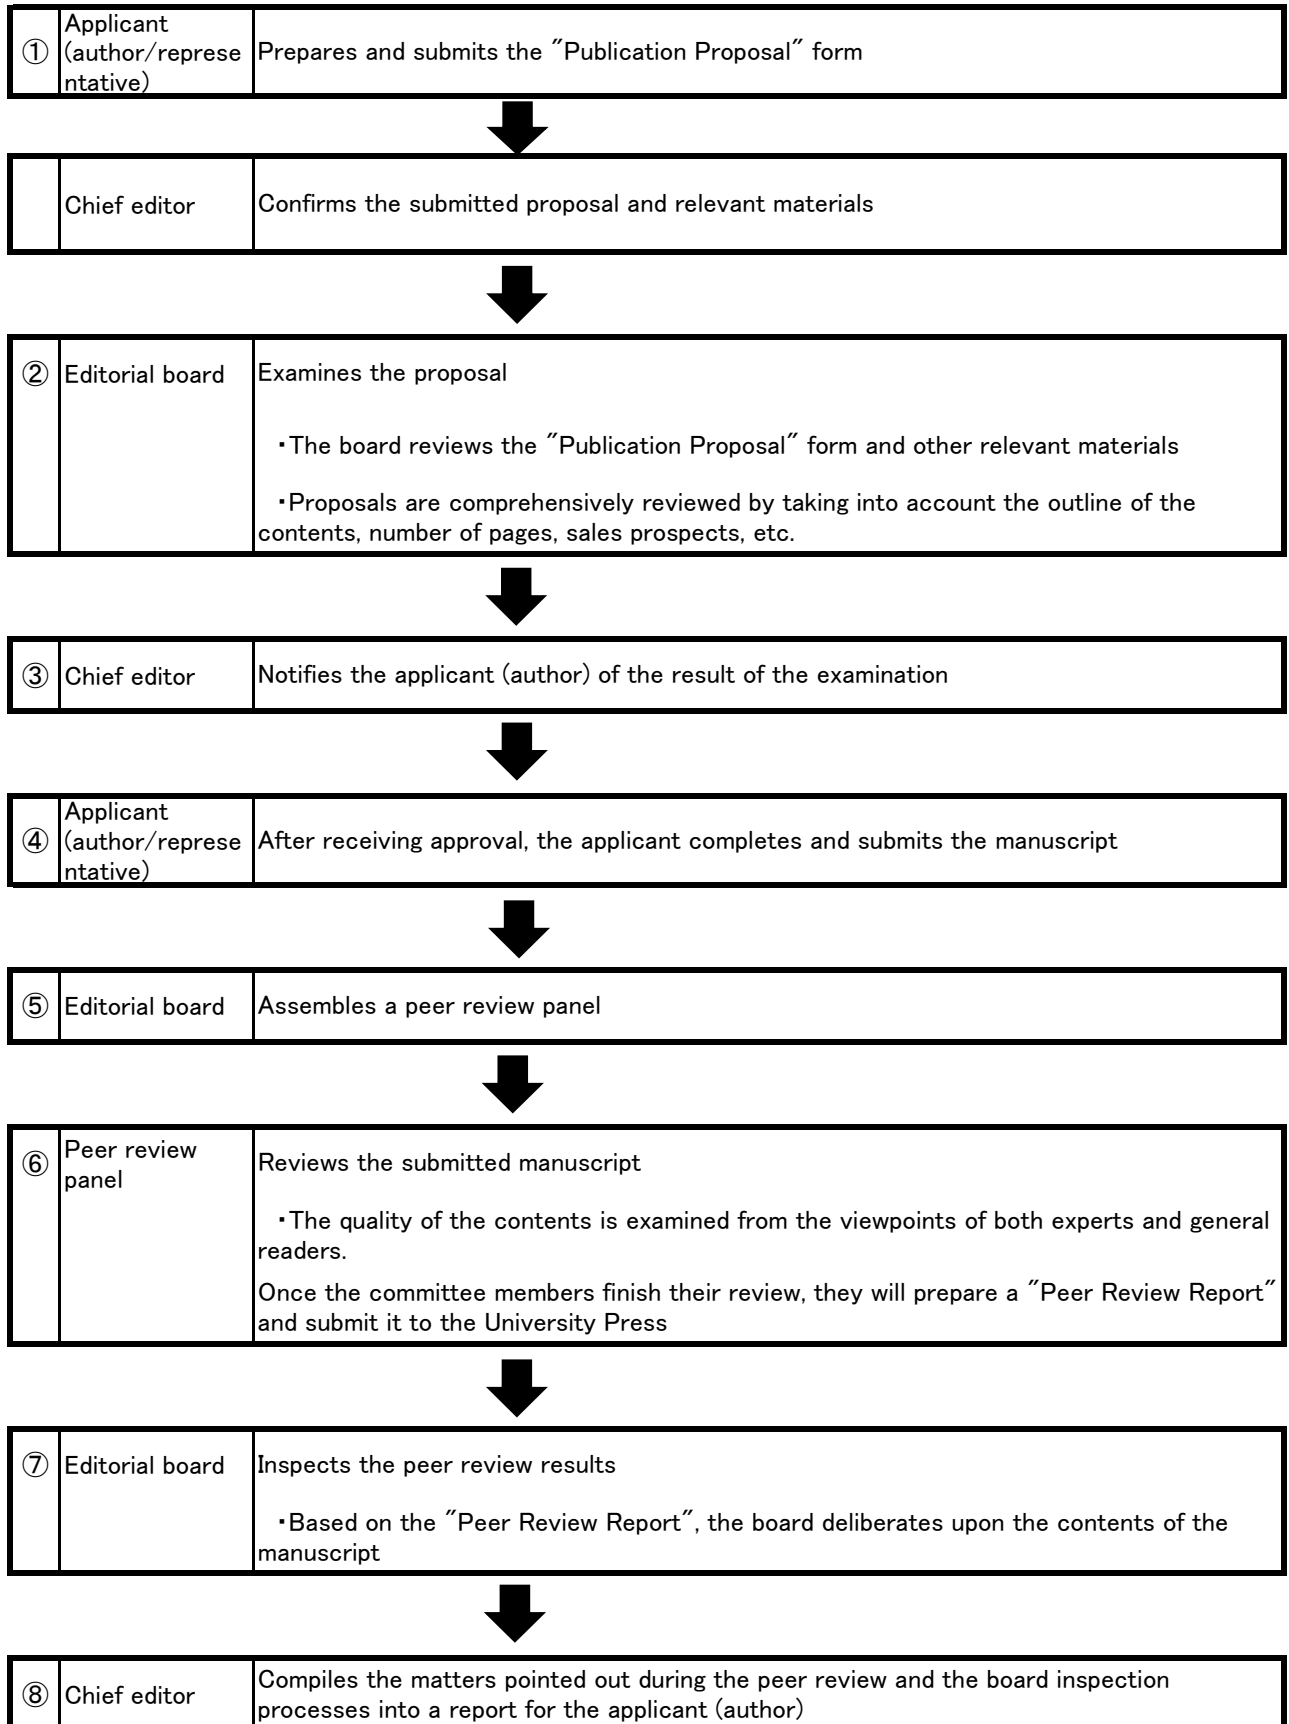 ①
Applicant
(author/represe
ntative)
Prepares and submits the "Publication Proposal" form
Chief editor
Confirms the submitted proposal and relevant materials
②
Editorial board
Examines the proposal
・The board reviews the "Publication Proposal" form and other relevant materials
・Proposals are comprehensively reviewed by taking into account the outline of the
contents, number of pages, sales prospects, etc.
③
Chief editor
Notifies the applicant (author) of the result of the examination
④
Applicant
(author/represe
ntative)
After receiving approval, the applicant completes and submits the manuscript
⑤
Editorial board
Assembles a peer review panel
⑥
Peer review
panel
Reviews the submitted manuscript
・The quality of the contents is examined from the viewpoints of both experts and general
readers.
Once the committee members finish their review, they will prepare a "Peer Review Report"
and submit it to the University Press
⑦
Editorial board
Inspects the peer review results
・Based on the "Peer Review Report", the board deliberates upon the contents of the
manuscript
⑧
Chief editor
Compiles the matters pointed out during the peer review and the board inspection
processes into a report for the applicant (author)